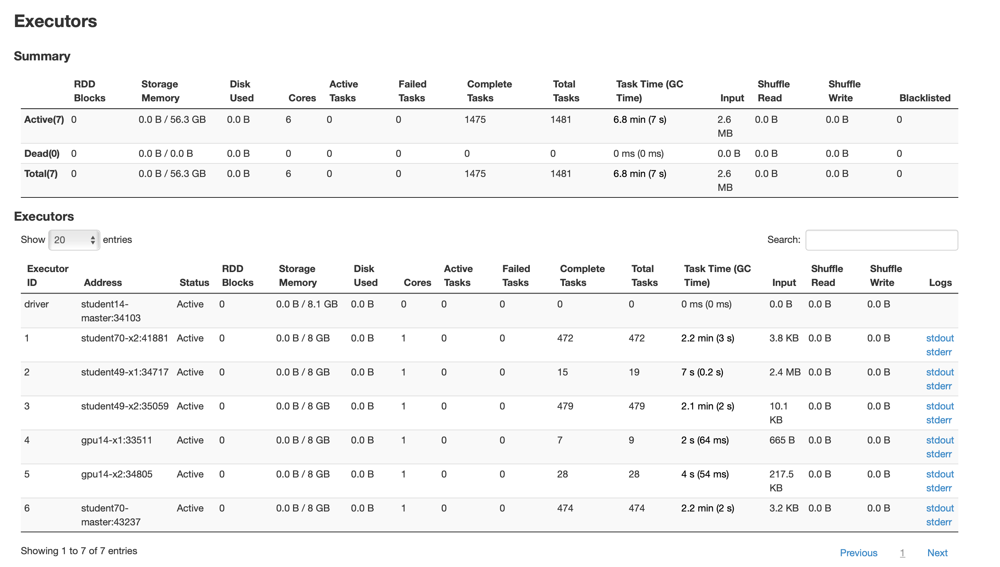 Executors
Summary
RDD Blocks Storage Memory Disk Used Cores Active Tasks Failed Tasks Complete Tasks Total Tasks Task Time (GC Time) Input Shuffle Read Shuffle Write Blacklisted
Active(7) 0 0.0 B / 56.3 GB 0.0 B 6 0 0 1475 1481 6.8 min (7 s) 2.6 MB 0.0 B 0.0 B 0
Dead(0) 0 0.0 B / 0.0 B 0.0 B 0 0 0 0 0 0 ms (0 ms) 0.0 B 0.0 B 0.0 B 0
Total(7) 0 0.0 B / 56.3 GB 0.0 B 6 0 0 1475 1481 6.8 min (7 s) 2.6 MB 0.0 B 0.0 B 0
Executors
Show 20 entries Search:
Executor ID Address Status RDD Blocks Storage Memory Disk Used Cores Active Tasks Failed Tasks Complete Tasks Total Tasks Task Time (GC Time) Input Shuffle Read Shuffle Write Logs
driver student14-master:34103 Active 0 0.0 B / 8.1 GB 0.0 B 0 0 0 0 0 0 ms (0 ms) 0.0 B 0.0 B 0.0 B
1 student70-x2:41881 Active 0 0.0 B / 8 GB 0.0 B 1 0 0 472 472 2.2 min (3 s) 3.8 KB 0.0 B 0.0 B stdout stderr
2 student49-x1:34717 Active 0 0.0 B / 8 GB 0.0 B 1 0 0 15 19 7 s (0.2 s) 2.4 MB 0.0 B 0.0 B stdout stderr
3 student49-x2:35059 Active 0 0.0 B / 8 GB 0.0 B 1 0 0 479 479 2.1 min (2 s) 10.1 KB 0.0 B 0.0 B stdout stderr
4 gpu14-x1:33511 Active 0 0.0 B / 8 GB 0.0 B 1 0 0 7 9 2 s (64 ms) 665 B 0.0 B 0.0 B stdout stderr
5 gpu14-x2:34805 Active 0 0.0 B / 8 GB 0.0 B 1 0 0 28 28 4 s (54 ms) 217.5 KB 0.0 B 0.0 B stdout stderr
6 student70-master:43237 Active 0 0.0 B / 8 GB 0.0 B 1 0 0 474 474 2.2 min (2 s) 3.2 KB 0.0 B 0.0 B stdout stderr
Showing 1 to 7 of 7 entries Previous 1 Next